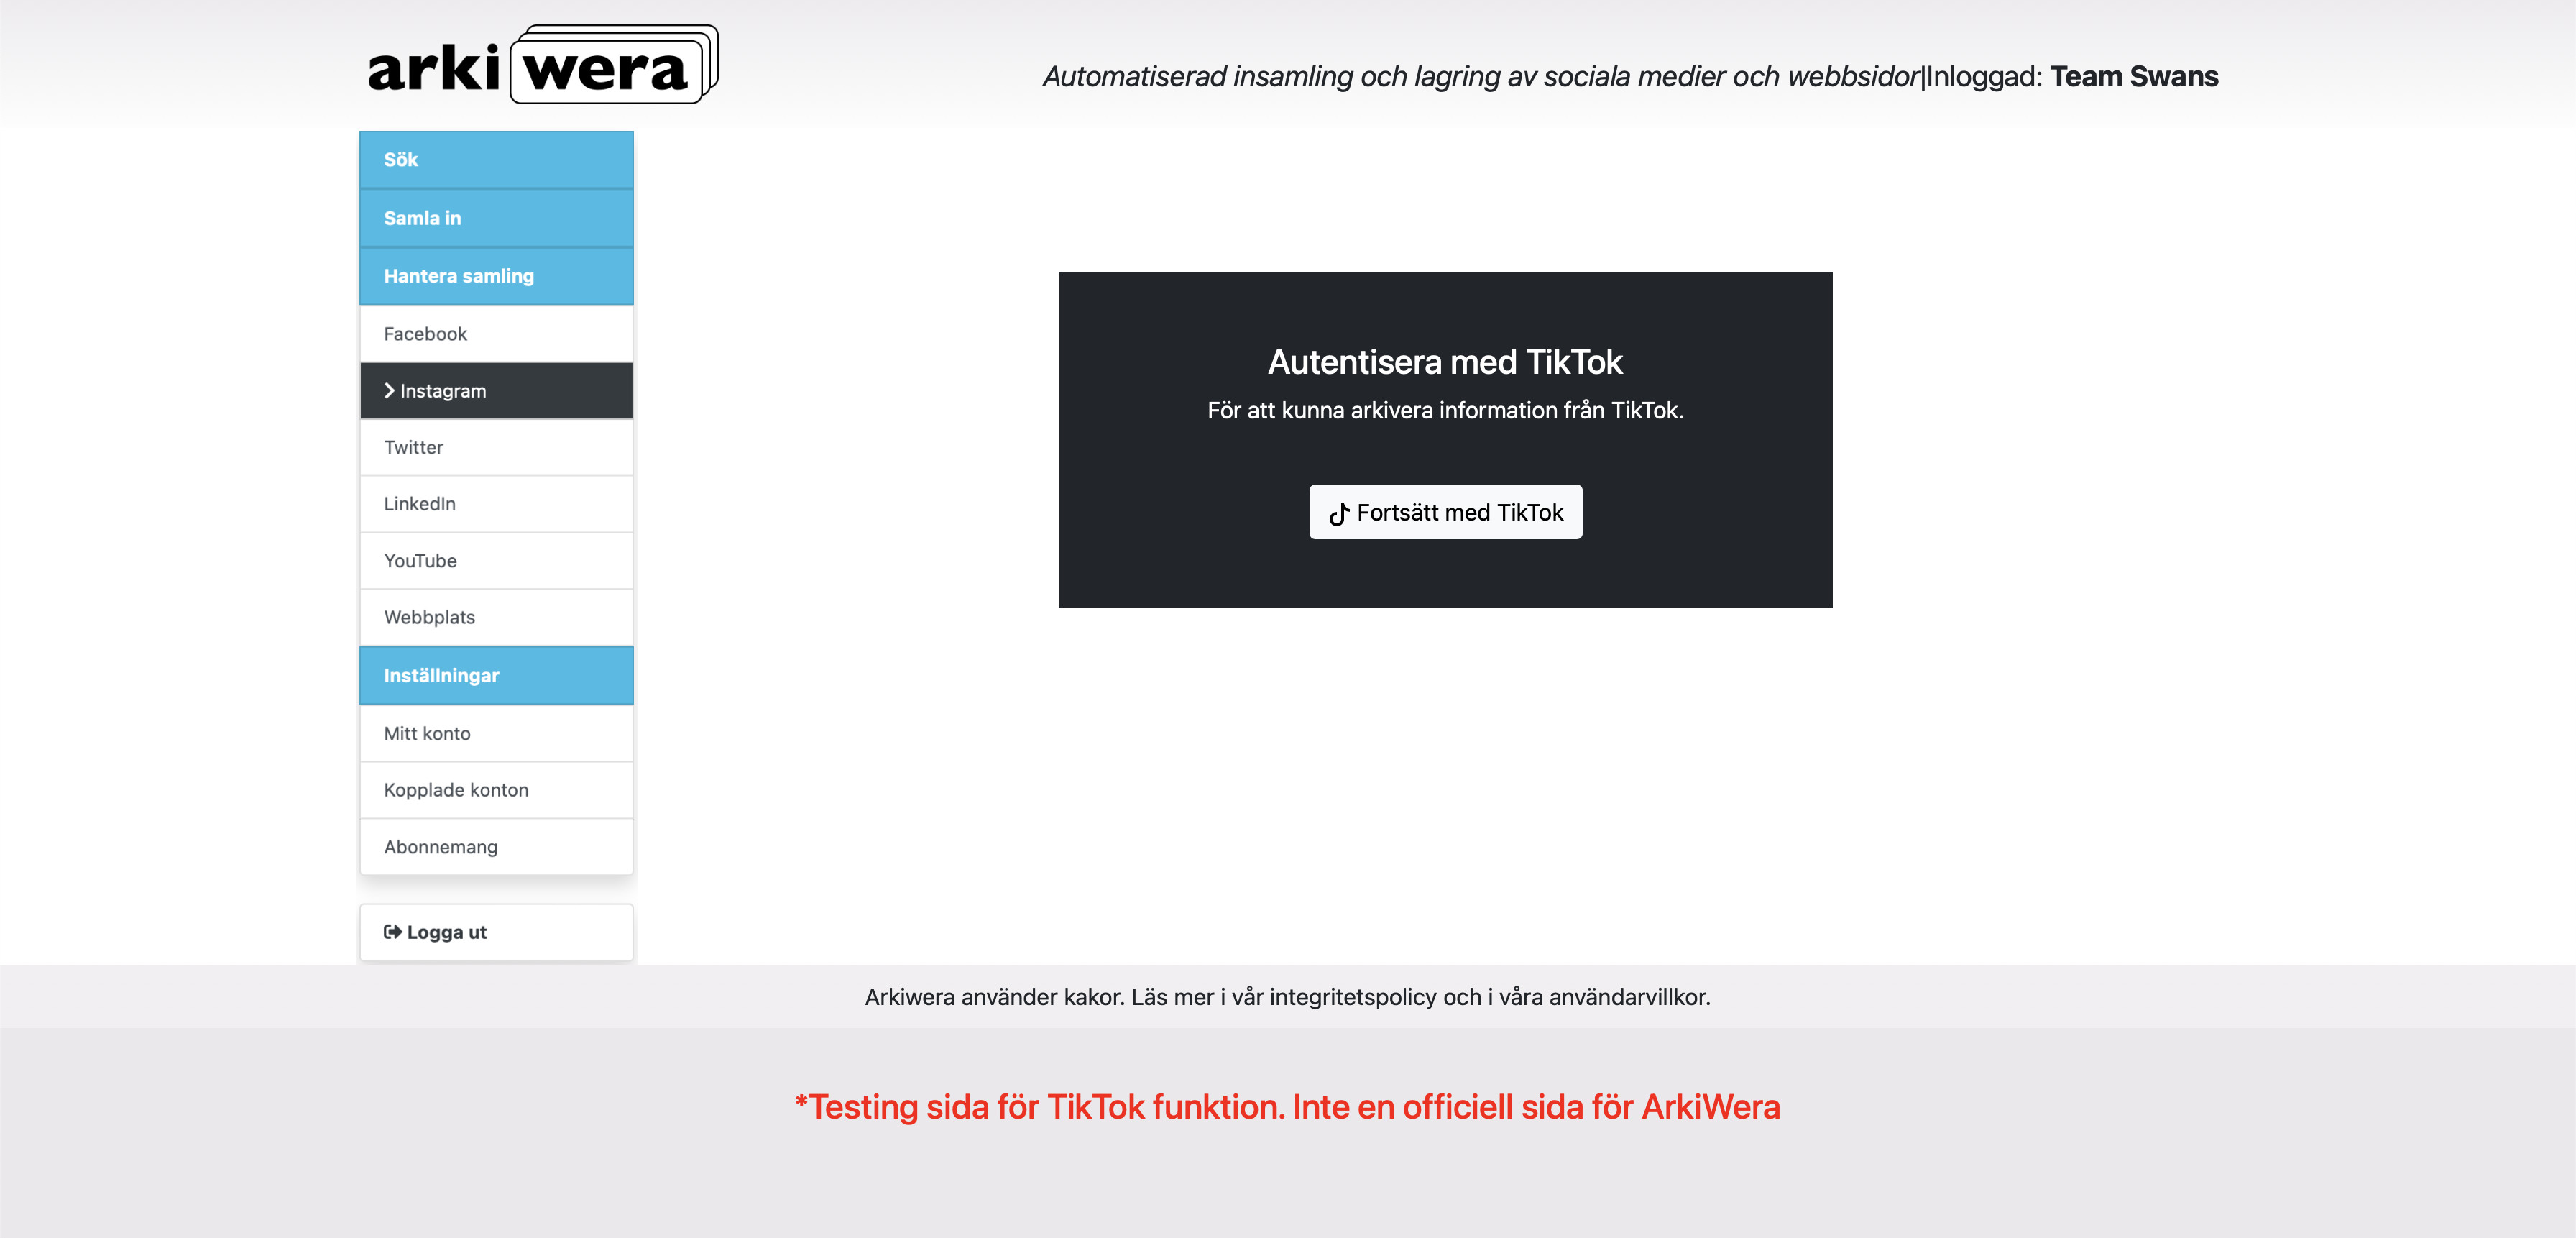 arkiwera
Automatiserad insamling och lagring av sociala medier och webbsidor|Inloggad: Team Swans
Sök
Samla in
Hantera samling
Facebook
Instagram
Twitter
LinkedIn
YouTube
Webbplats
Inställningar
Mitt konto
Kopplade konton
Abonnemang
Logga ut
Autentisera med TikTok
För att kunna arkivera information från TikTok.
Fortsätt med TikTok
Arkiwera använder kakor. Läs mer i vår integritetspolicy och i våra användarvillkor.
*Testing sida för TikTok funktion. Inte en officiell sida för ArkiWera